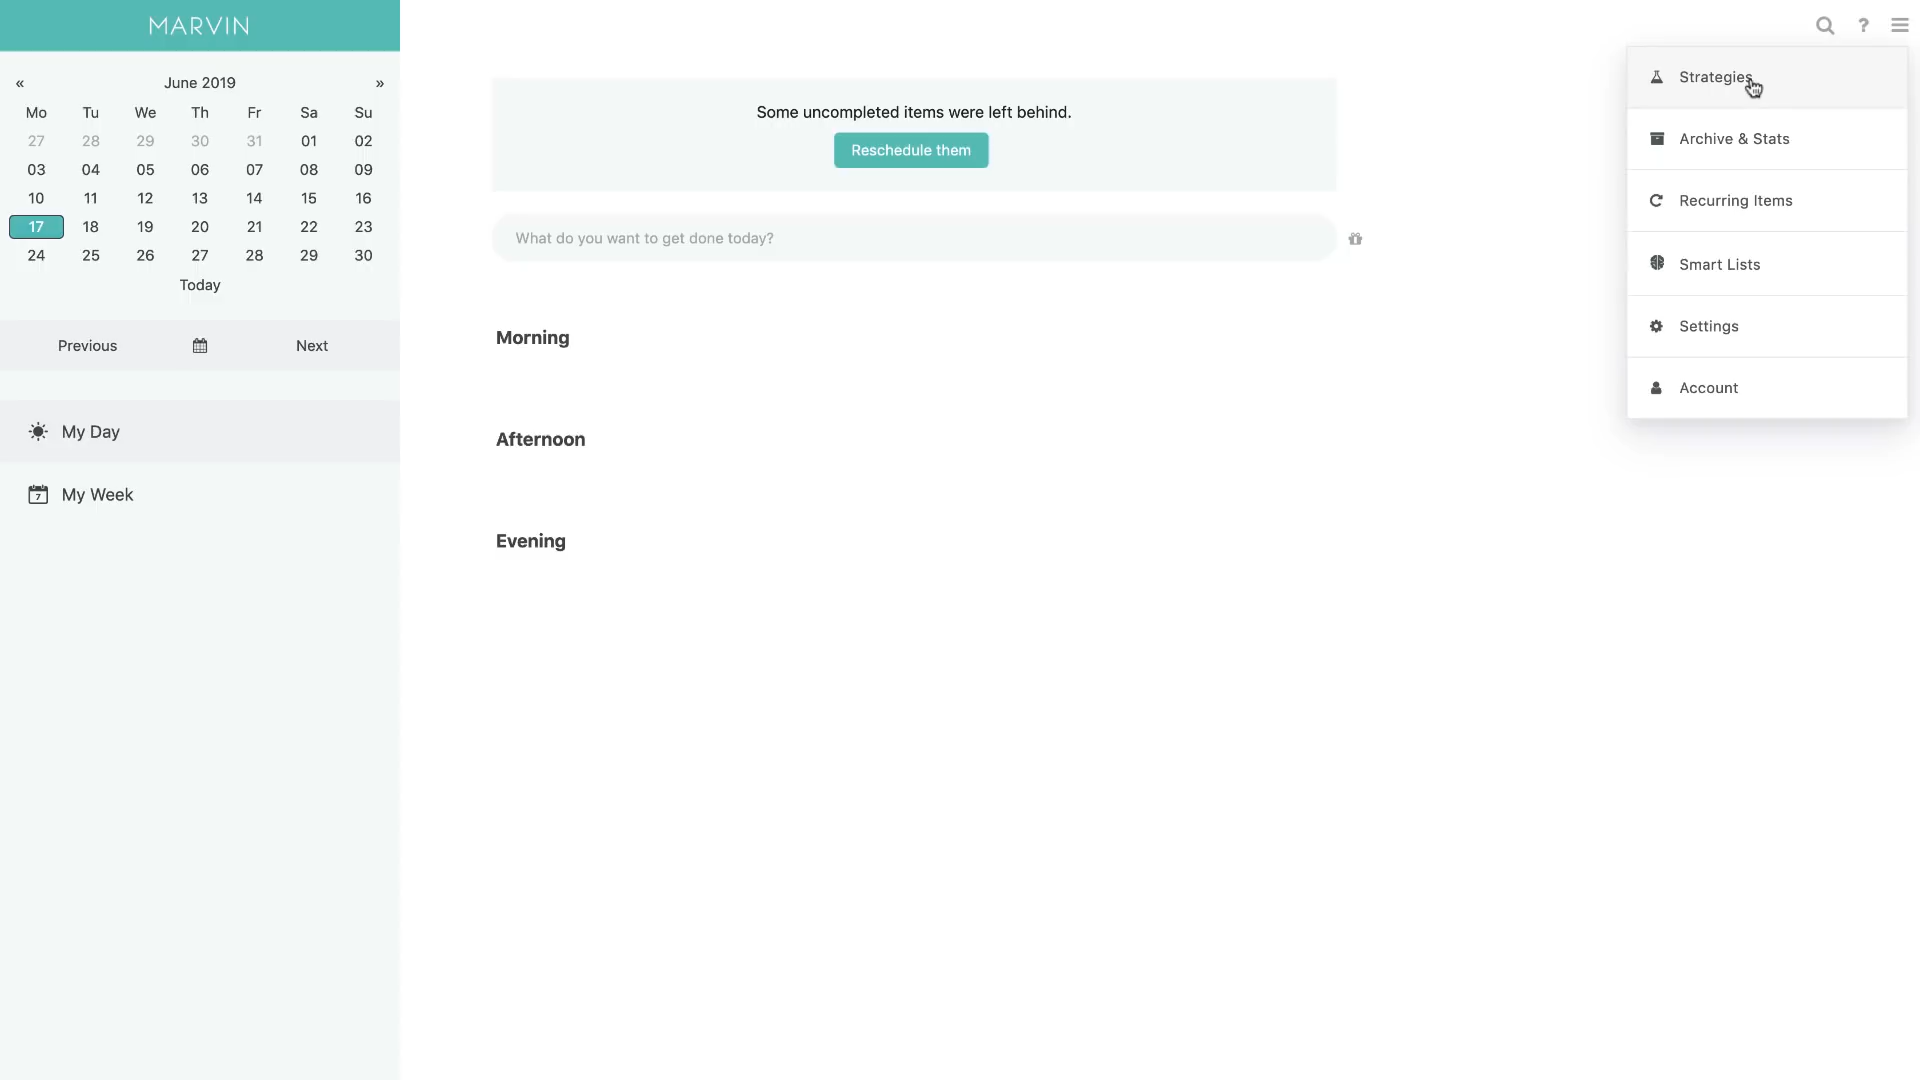 MARVIN
« June 2019 »
Mo Tu We Th Fr Sa Su
27 28 29 30 31 01 02
03 04 05 06 07 08 09
10 11 12 13 14 15 16
17 18 19 20 21 22 23
24 25 26 27 28 29 30
Today
Previous Next
My Day
7 My Week
Some uncompleted items were left behind.
Reschedule them
What do you want to get done today?
Morning
Afternoon
Evening
?
Strategies
Archive & Stats
Recurring Items
Smart Lists
Settings
Account